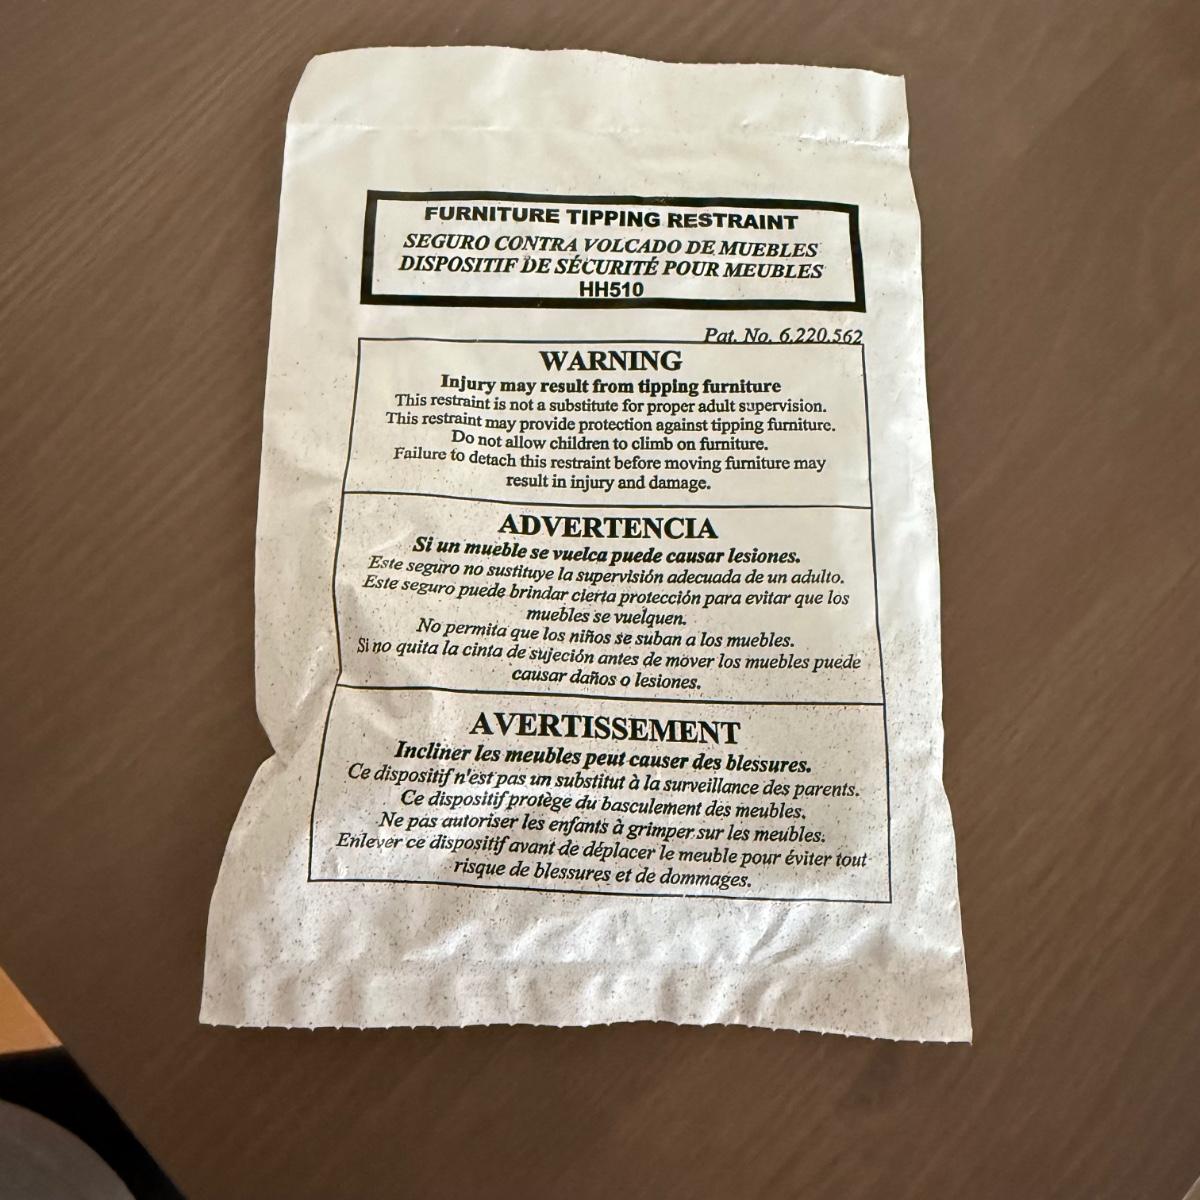 FURNITURE TIPPING RESTRAINT
SEGURO CONTRA VOLCADO DE MUEBLES
DISPOSITIF DE SÉCURITÉ POUR MEUBLES
HH510
Pat. No. 6,220,562
WARNING
Injury may result from tipping furniture
This restraint is not a substitute for proper adult supervision.
This restraint may provide protection against tipping furniture.
Do not allow children to climb on furniture.
Failure to detach this restraint before moving furniture may
result in injury and damage.
ADVERTENCIA
Si un mueble se vuelca puede causar lesiones.
Este seguro no sustituye la supervisión adecuada de un adulto.
Este seguro puede brindar cierta protección para evitar que los
muebles se vuelquen.
No permita que los niños se suban a los muebles.
Si no quita la cinta de sujeción antes de mover los muebles puede
causar daños o lesiones.
AVERTISSEMENT
Incliner les meubles peut causer des blessures.
Ce dispositif n'est pas un substitut à la surveillance des parents.
Ce dispositif protège du basculement des meubles.
Ne pas autoriser les enfants à grimper sur les meubles.
Enlever ce dispositif avant de déplacer le meuble pour éviter tout
risque de blessures et de dommages.